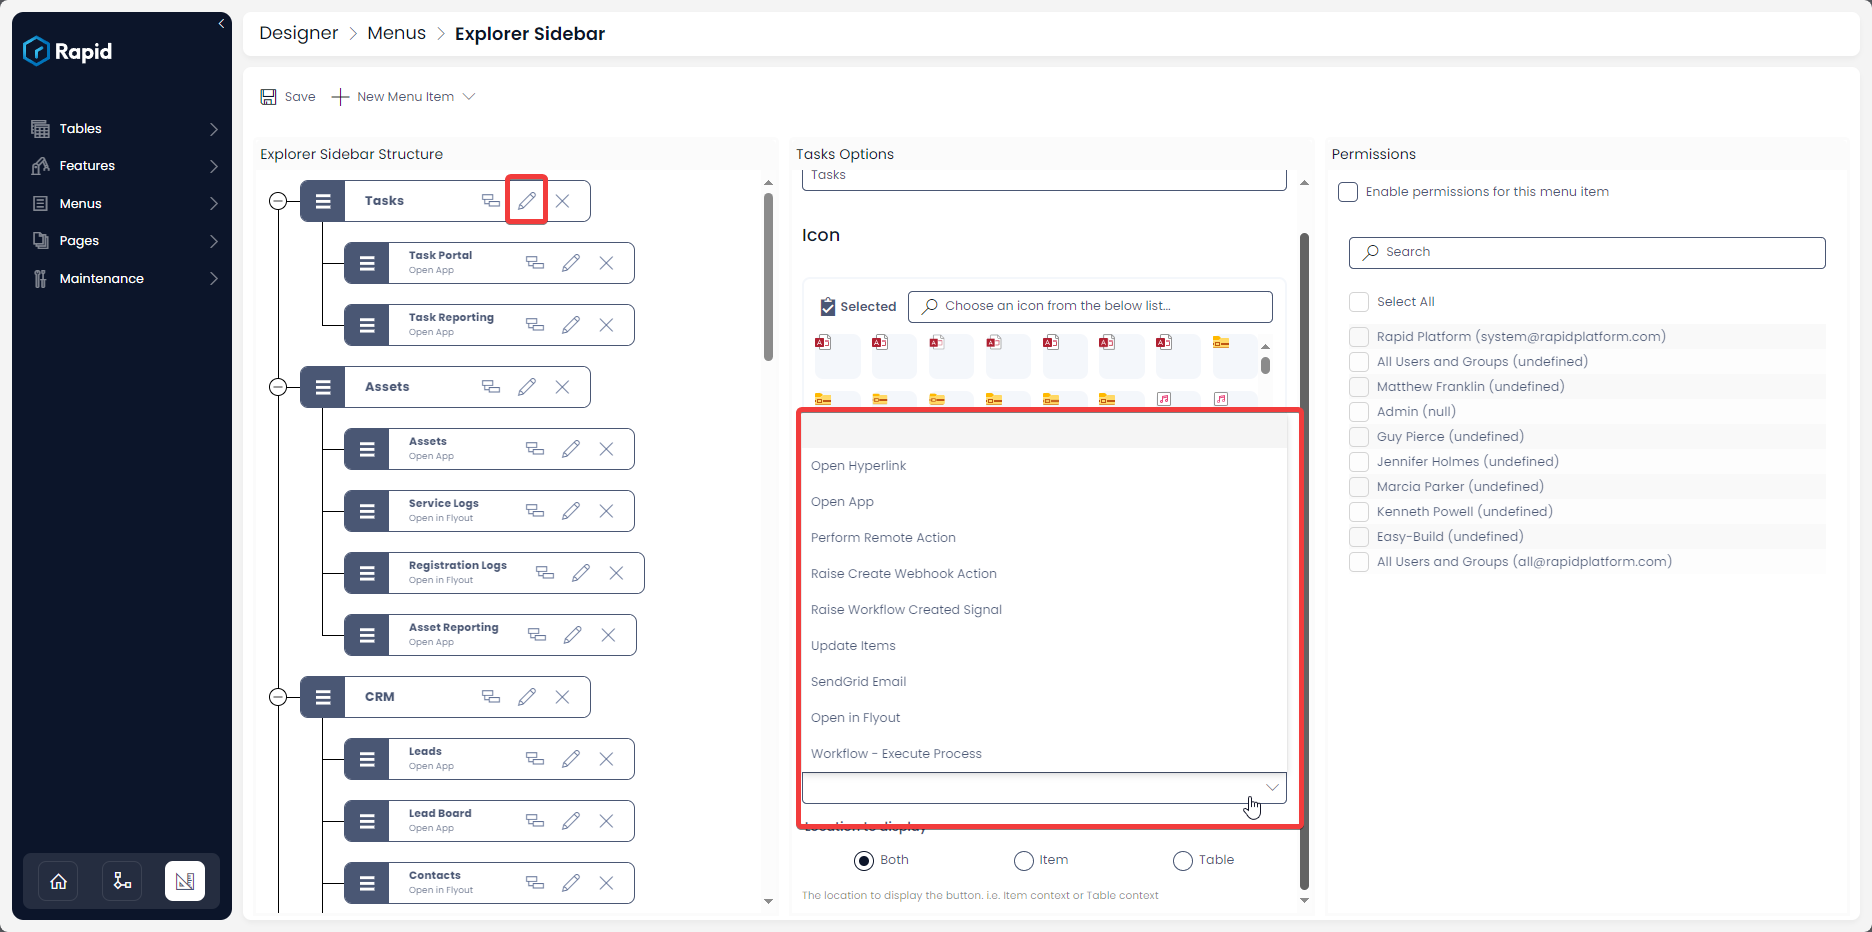 Rapid
Tables
Features
Menus
Pages
Maintenance
Designer > Menus > Explorer Sidebar
Save
New Menu Item
Explorer Sidebar Structure
Tasks
Task Portal
Open App
Task Reporting
Open App
Assets
Assets
Open App
Service Logs
Open in Flyout
Registration Logs
Open in Flyout
Asset Reporting
Open App
CRM
Leads
Open App
Lead Board
Open App
Contacts
Open in Flyout
Tasks Options
Tasks
Icon
Selected
Choose an icon from the below list...
Open Hyperlink
Open App
Perform Remote Action
Raise Create Webhook Action
Raise Workflow Created Signal
Update Items
SendGrid Email
Open in Flyout
Workflow - Execute Process
Location to display
Both
Item
Table
The location to display the button. i.e. Item context or Table context
Permissions
Enable permissions for this menu item
Search
Select All
Rapid Platform (system@rapidplatform.com)
All Users and Groups (undefined)
Matthew Franklin (undefined)
Admin (null)
Guy Pierce (undefined)
Jennifer Holmes (undefined)
Marcia Parker (undefined)
Kenneth Powell (undefined)
Easy-Build (undefined)
All Users and Groups (all@rapidplatform.com)